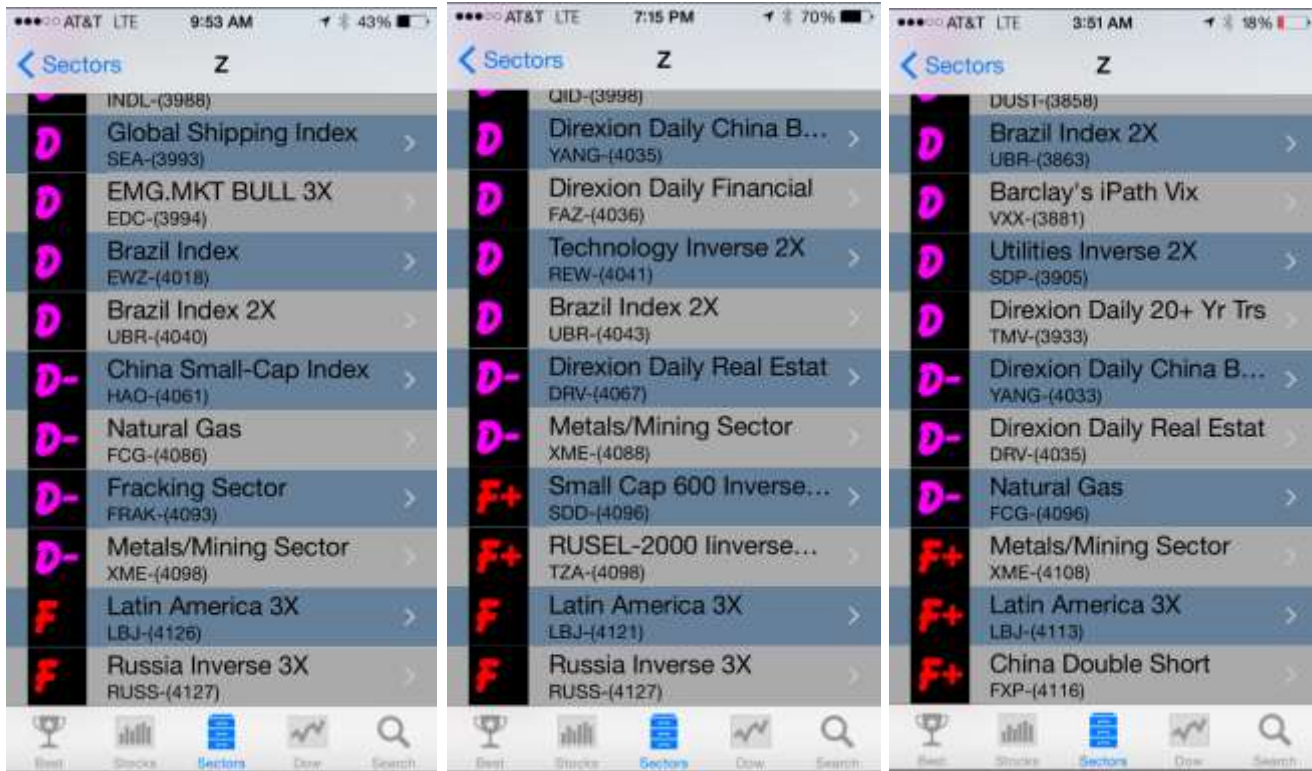 AT&T LTE 9:53 AM 43%
Sectors Z
INDL-(3988)
D Global Shipping Index
SEA-(3993)
D EMG.MKT BULL 3X
EDC-(3994)
D Brazil Index
EWZ-(4018)
D Brazil Index 2X
UBR-(4040)
D- China Small-Cap Index
HAO-(4061)
D- Natural Gas
FCG-(4086)
D- Fracking Sector
FRAK-(4093)
D- Metals/Mining Sector
XME-(4098)
F Latin America 3X
LBJ-(4126)
F Russia Inverse 3X
RUSS-(4127)
Best Stocks Sectors Dow Search
AT&T LTE 7:15 PM 70%
Sectors Z
QID-(3998)
D Direxion Daily China B...
YANG-(4035)
D Direxion Daily Financial
FAZ-(4036)
D Technology Inverse 2X
REW-(4041)
D Brazil Index 2X
UBR-(4043)
D- Direxion Daily Real Estat
DRV-(4067)
D- Metals/Mining Sector
XME-(4088)
F+ Small Cap 600 Inverse...
SDD-(4096)
F+ RUSEL-2000 Iinverse...
TZA-(4098)
F Latin America 3X
LBJ-(4121)
F Russia Inverse 3X
RUSS-(4127)
Best Stocks Sectors Dow Search
AT&T LTE 3:51 AM 18%
Sectors Z
DUST-(3858)
D Brazil Index 2X
UBR-(3863)
D Barclay's iPath Vix
VXX-(3881)
D Utilities Inverse 2X
SDP-(3905)
D Direxion Daily 20+ Yr Trs
TMV-(3933)
D- Direxion Daily China B...
YANG-(4033)
D- Direxion Daily Real Estat
DRV-(4035)
D- Natural Gas
FCG-(4096)
F+ Metals/Mining Sector
XME-(4108)
F+ Latin America 3X
LBJ-(4113)
F+ China Double Short
FXP-(4116)
Best Stocks Sectors Dow Search